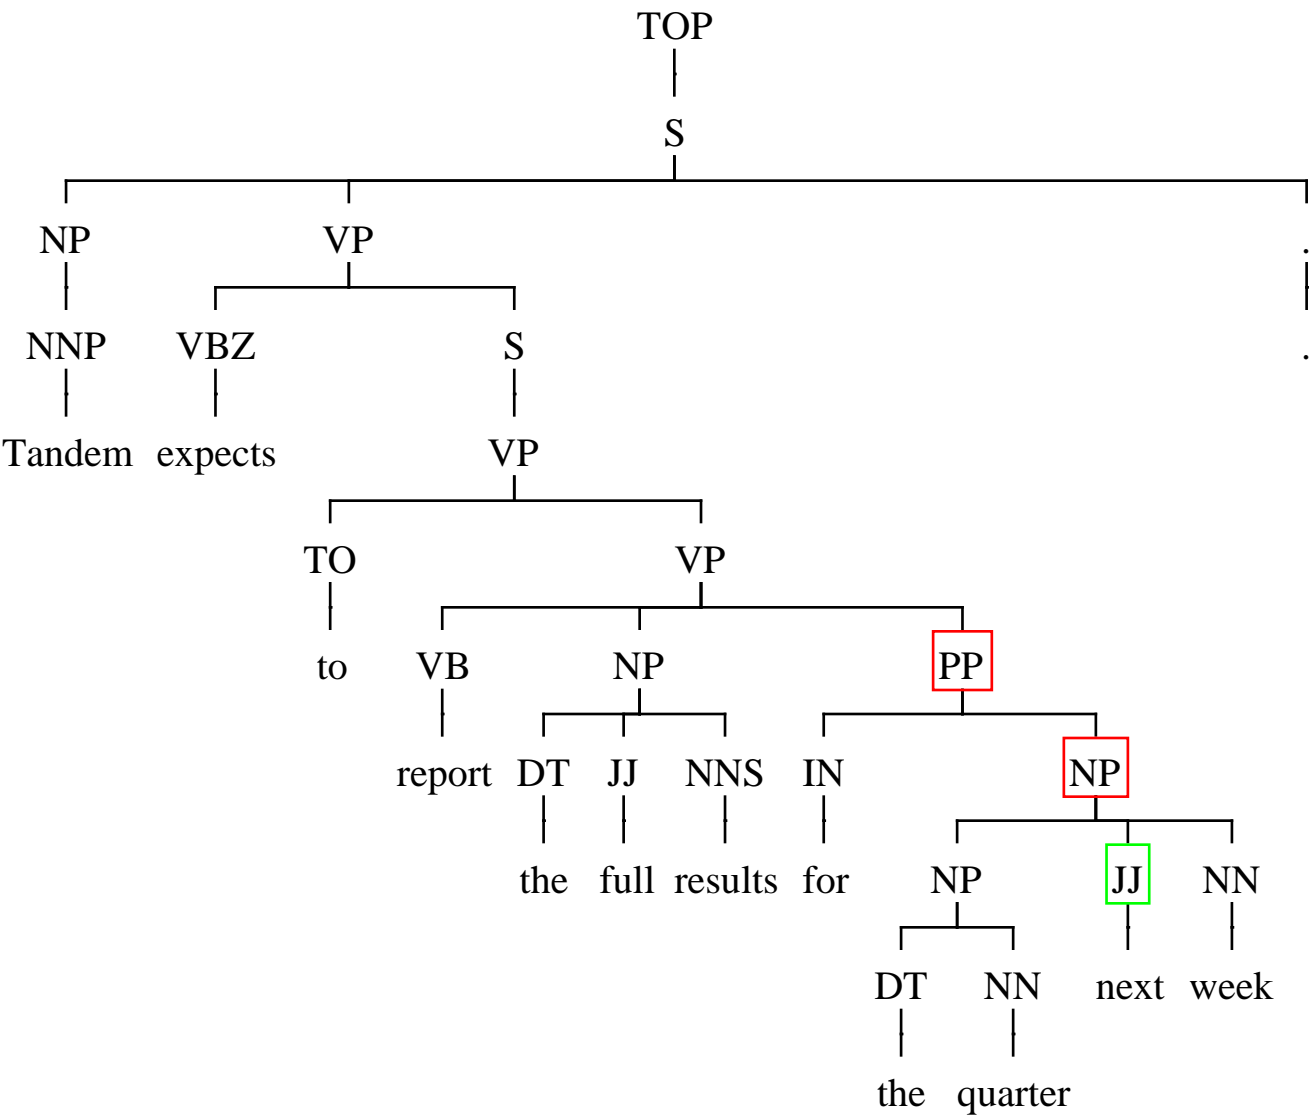 TOP
S
NP VP .
NNP VBZ S .
Tandem expects VP
TO VP
to VB NP PP
report DT JJ NNS IN NP
the full results for NP JJ NN
DT NN next week
the quarter